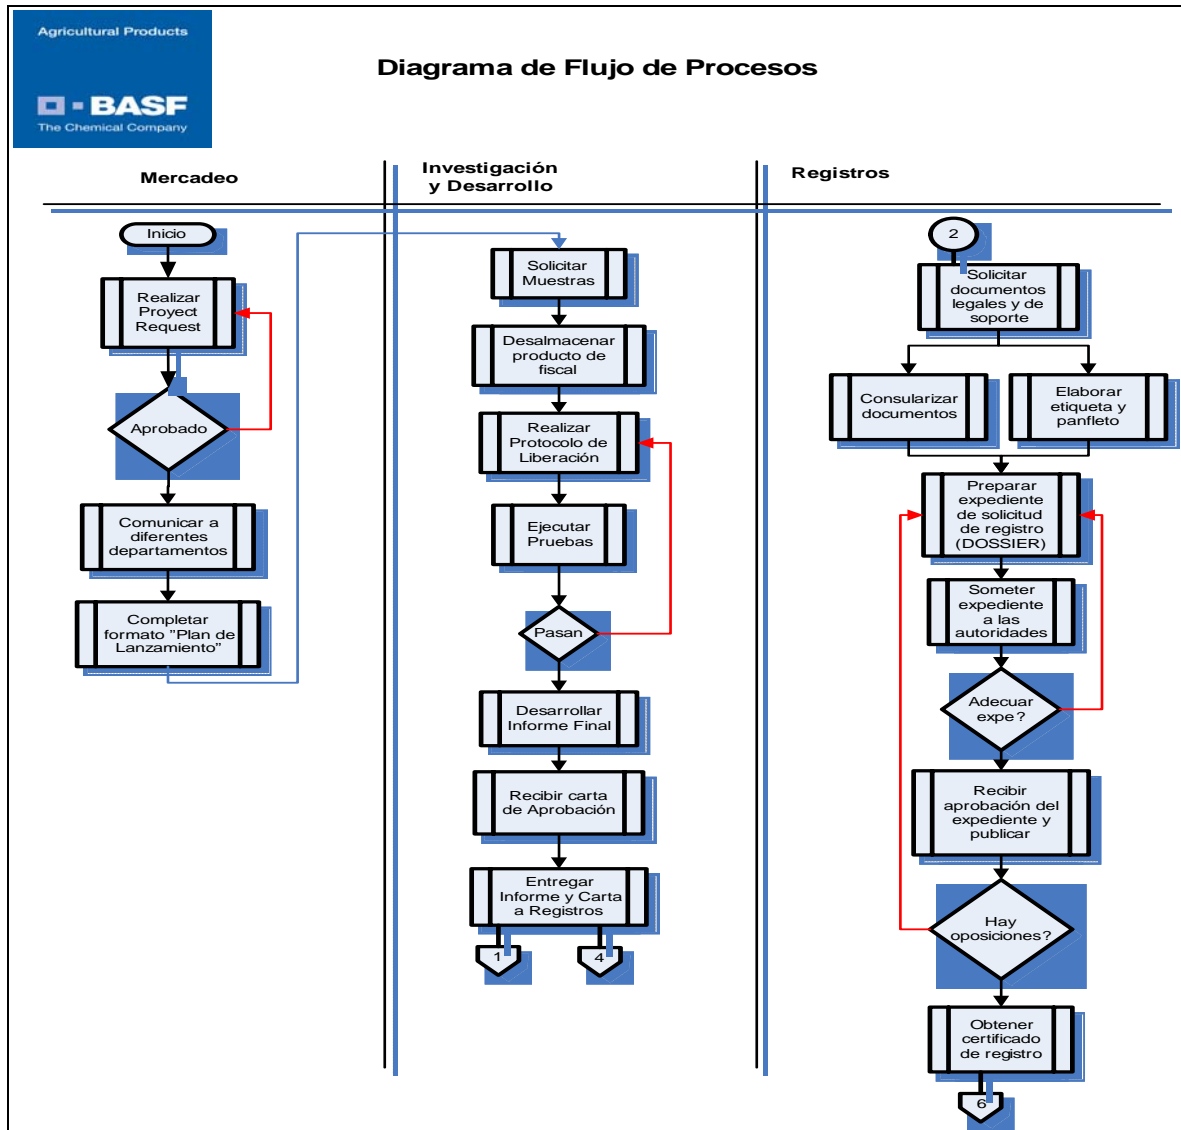 Agricultural Products
BASF
The Chemical Company
Diagrama de Flujo de Procesos
Mercadeo
Investigación
y Desarrollo
Registros
Inicio
Realizar
Proyect
Request
Aprobado
Comunicar a
diferentes
departamentos
Completar
formato "Plan de
Lanzamiento"
Solicitar
Muestras
Desalmacenar
producto de
fiscal
Realizar
Protocolo de
Liberación
Ejecutar
Pruebas
Pasan
Desarrollar
Informe Final
Recibir carta
de Aprobación
Entregar
Informe y Carta
a Registros
1
4
2
Solicitar
documentos
legales y de
soporte
Consularizar
documentos
Elaborar
etiqueta y
panfleto
Preparar
expediente
de solicitud
de registro
(DOSSIER)
Someter
expediente
a las
autoridades
Adecuar
expe?
Recibir
aprobación del
expediente y
publicar
Hay
oposiciones?
Obtener
certificado
de registro
6